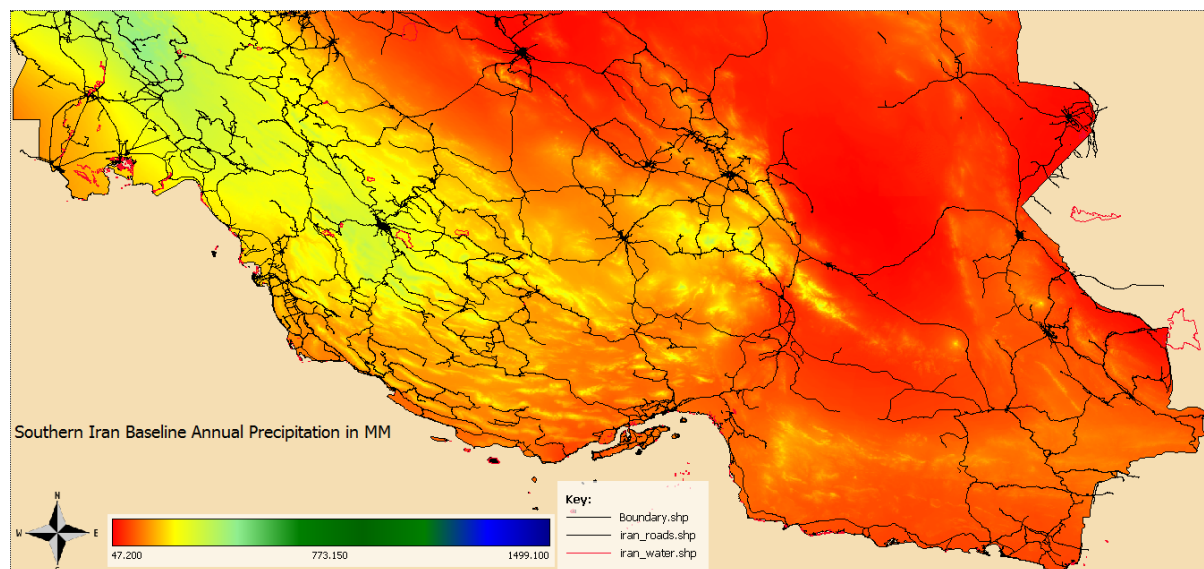 Southern Iran Baseline Annual Precipitation in MM
N
W E
S
47.200 773.150 1499.100
Key:
Boundary.shp
iran_roads.shp
iran_water.shp